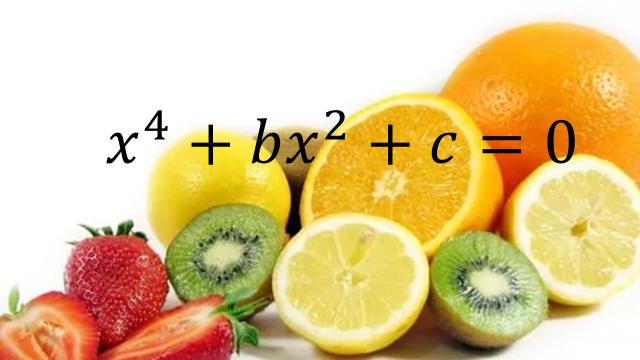 x⁴ + bx² + c = 0